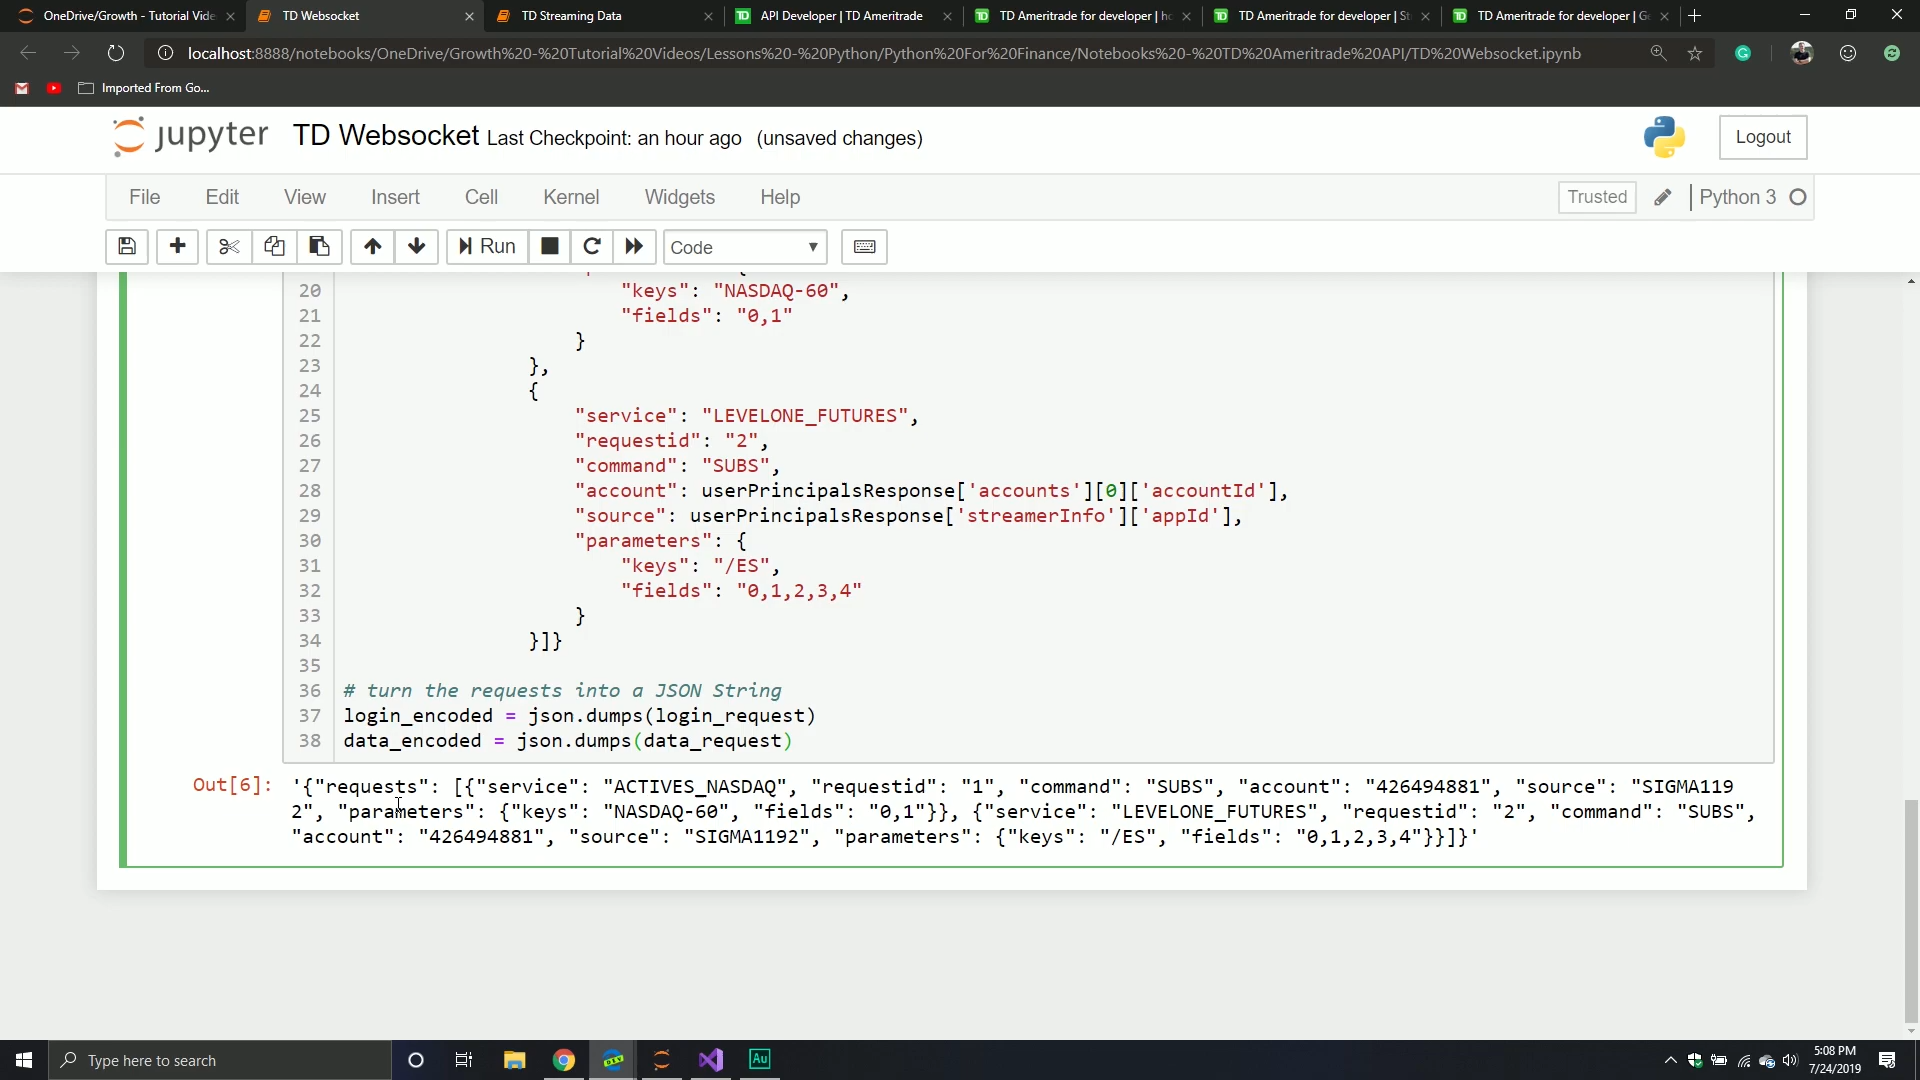 OneDrive/Growth - Tutorial Vide
TD Websocket
TD Streaming Data
API Developer | TD Ameritrade
TD Ameritrade for developer | ho
TD Ameritrade for developer | St
TD Ameritrade for developer | Ge
localhost:8888/notebooks/OneDrive/Growth%20-%20Tutorial%20Videos/Lessons%20-%20Python/Python%20For%20Finance/Notebooks%20-%20TD%20Ameritrade%20API/TD%20Websocket.ipynb
Imported From Go...
jupyter TD Websocket Last Checkpoint: an hour ago (unsaved changes) Logout
File Edit View Insert Cell Kernel Widgets Help Trusted Python 3
Run Code
20 "keys": "NASDAQ-60",
21 "fields": "0,1"
22 }
23 },
24 {
25 "service": "LEVELONE_FUTURES",
26 "requestid": "2",
27 "command": "SUBS",
28 "account": userPrincipalsResponse['accounts'][0]['accountId'],
29 "source": userPrincipalsResponse['streamerInfo']['appId'],
30 "parameters": {
31 "keys": "/ES",
32 "fields": "0,1,2,3,4"
33 }
34 }]}
35
36 # turn the requests into a JSON String
37 login_encoded = json.dumps(login_request)
38 data_encoded = json.dumps(data_request)
Out[6]: '{"requests": [{"service": "ACTIVES_NASDAQ", "requestid": "1", "command": "SUBS", "account": "426494881", "source": "SIGMA119
2", "parameters": {"keys": "NASDAQ-60", "fields": "0,1"}}, {"service": "LEVELONE_FUTURES", "requestid": "2", "command": "SUBS",
"account": "426494881", "source": "SIGMA1192", "parameters": {"keys": "/ES", "fields": "0,1,2,3,4"}}]}'
Type here to search
DEV
Au
5:08 PM
7/24/2019